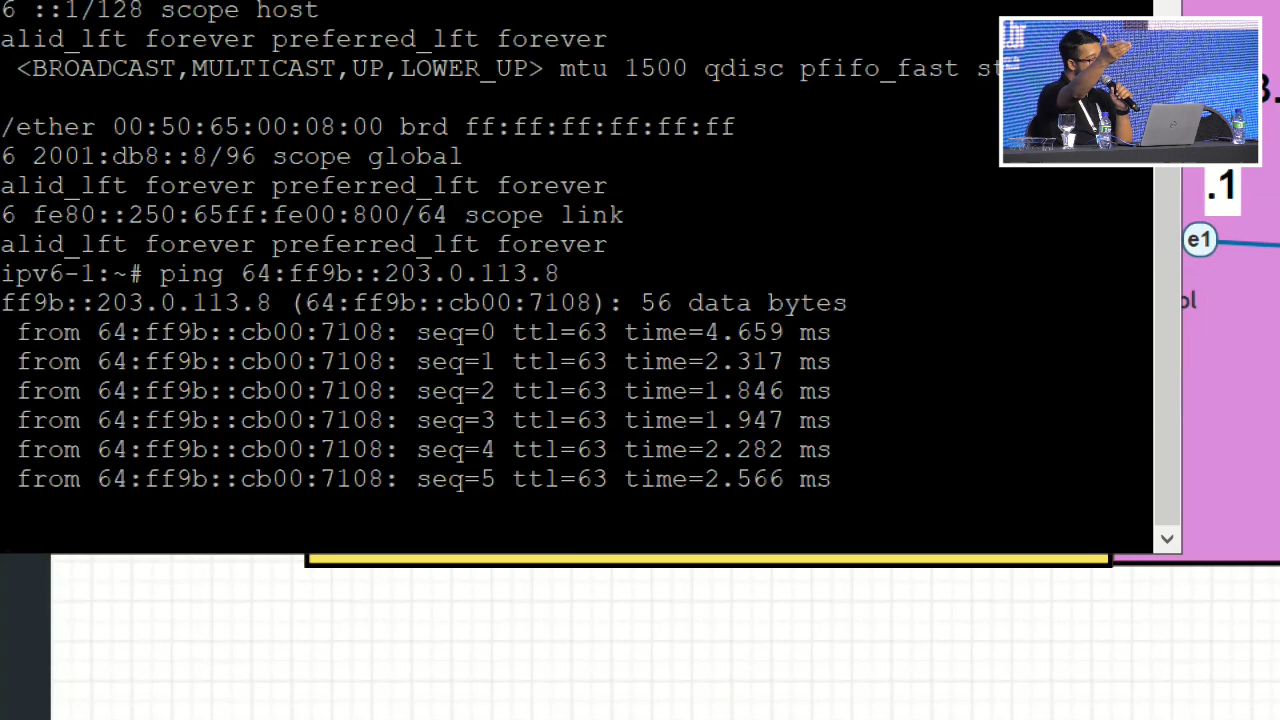 6 ::1/128 scope host
alid_lft forever preferred_lft forever
<BROADCAST,MULTICAST,UP,LOWER_UP> mtu 1500 qdisc pfifo_fast st
/ether 00:50:65:00:08:00 brd ff:ff:ff:ff:ff:ff
6 2001:db8::8/96 scope global
alid_lft forever preferred_lft forever
6 fe80::250:65ff:fe00:800/64 scope link
alid_lft forever preferred_lft forever
ipv6-1:~# ping 64:ff9b::203.0.113.8
ff9b::203.0.113.8 (64:ff9b::cb00:7108): 56 data bytes
from 64:ff9b::cb00:7108: seq=0 ttl=63 time=4.659 ms
from 64:ff9b::cb00:7108: seq=1 ttl=63 time=2.317 ms
from 64:ff9b::cb00:7108: seq=2 ttl=63 time=1.846 ms
from 64:ff9b::cb00:7108: seq=3 ttl=63 time=1.947 ms
from 64:ff9b::cb00:7108: seq=4 ttl=63 time=2.282 ms
from 64:ff9b::cb00:7108: seq=5 ttl=63 time=2.566 ms
.br
3.
.1
e1
ol